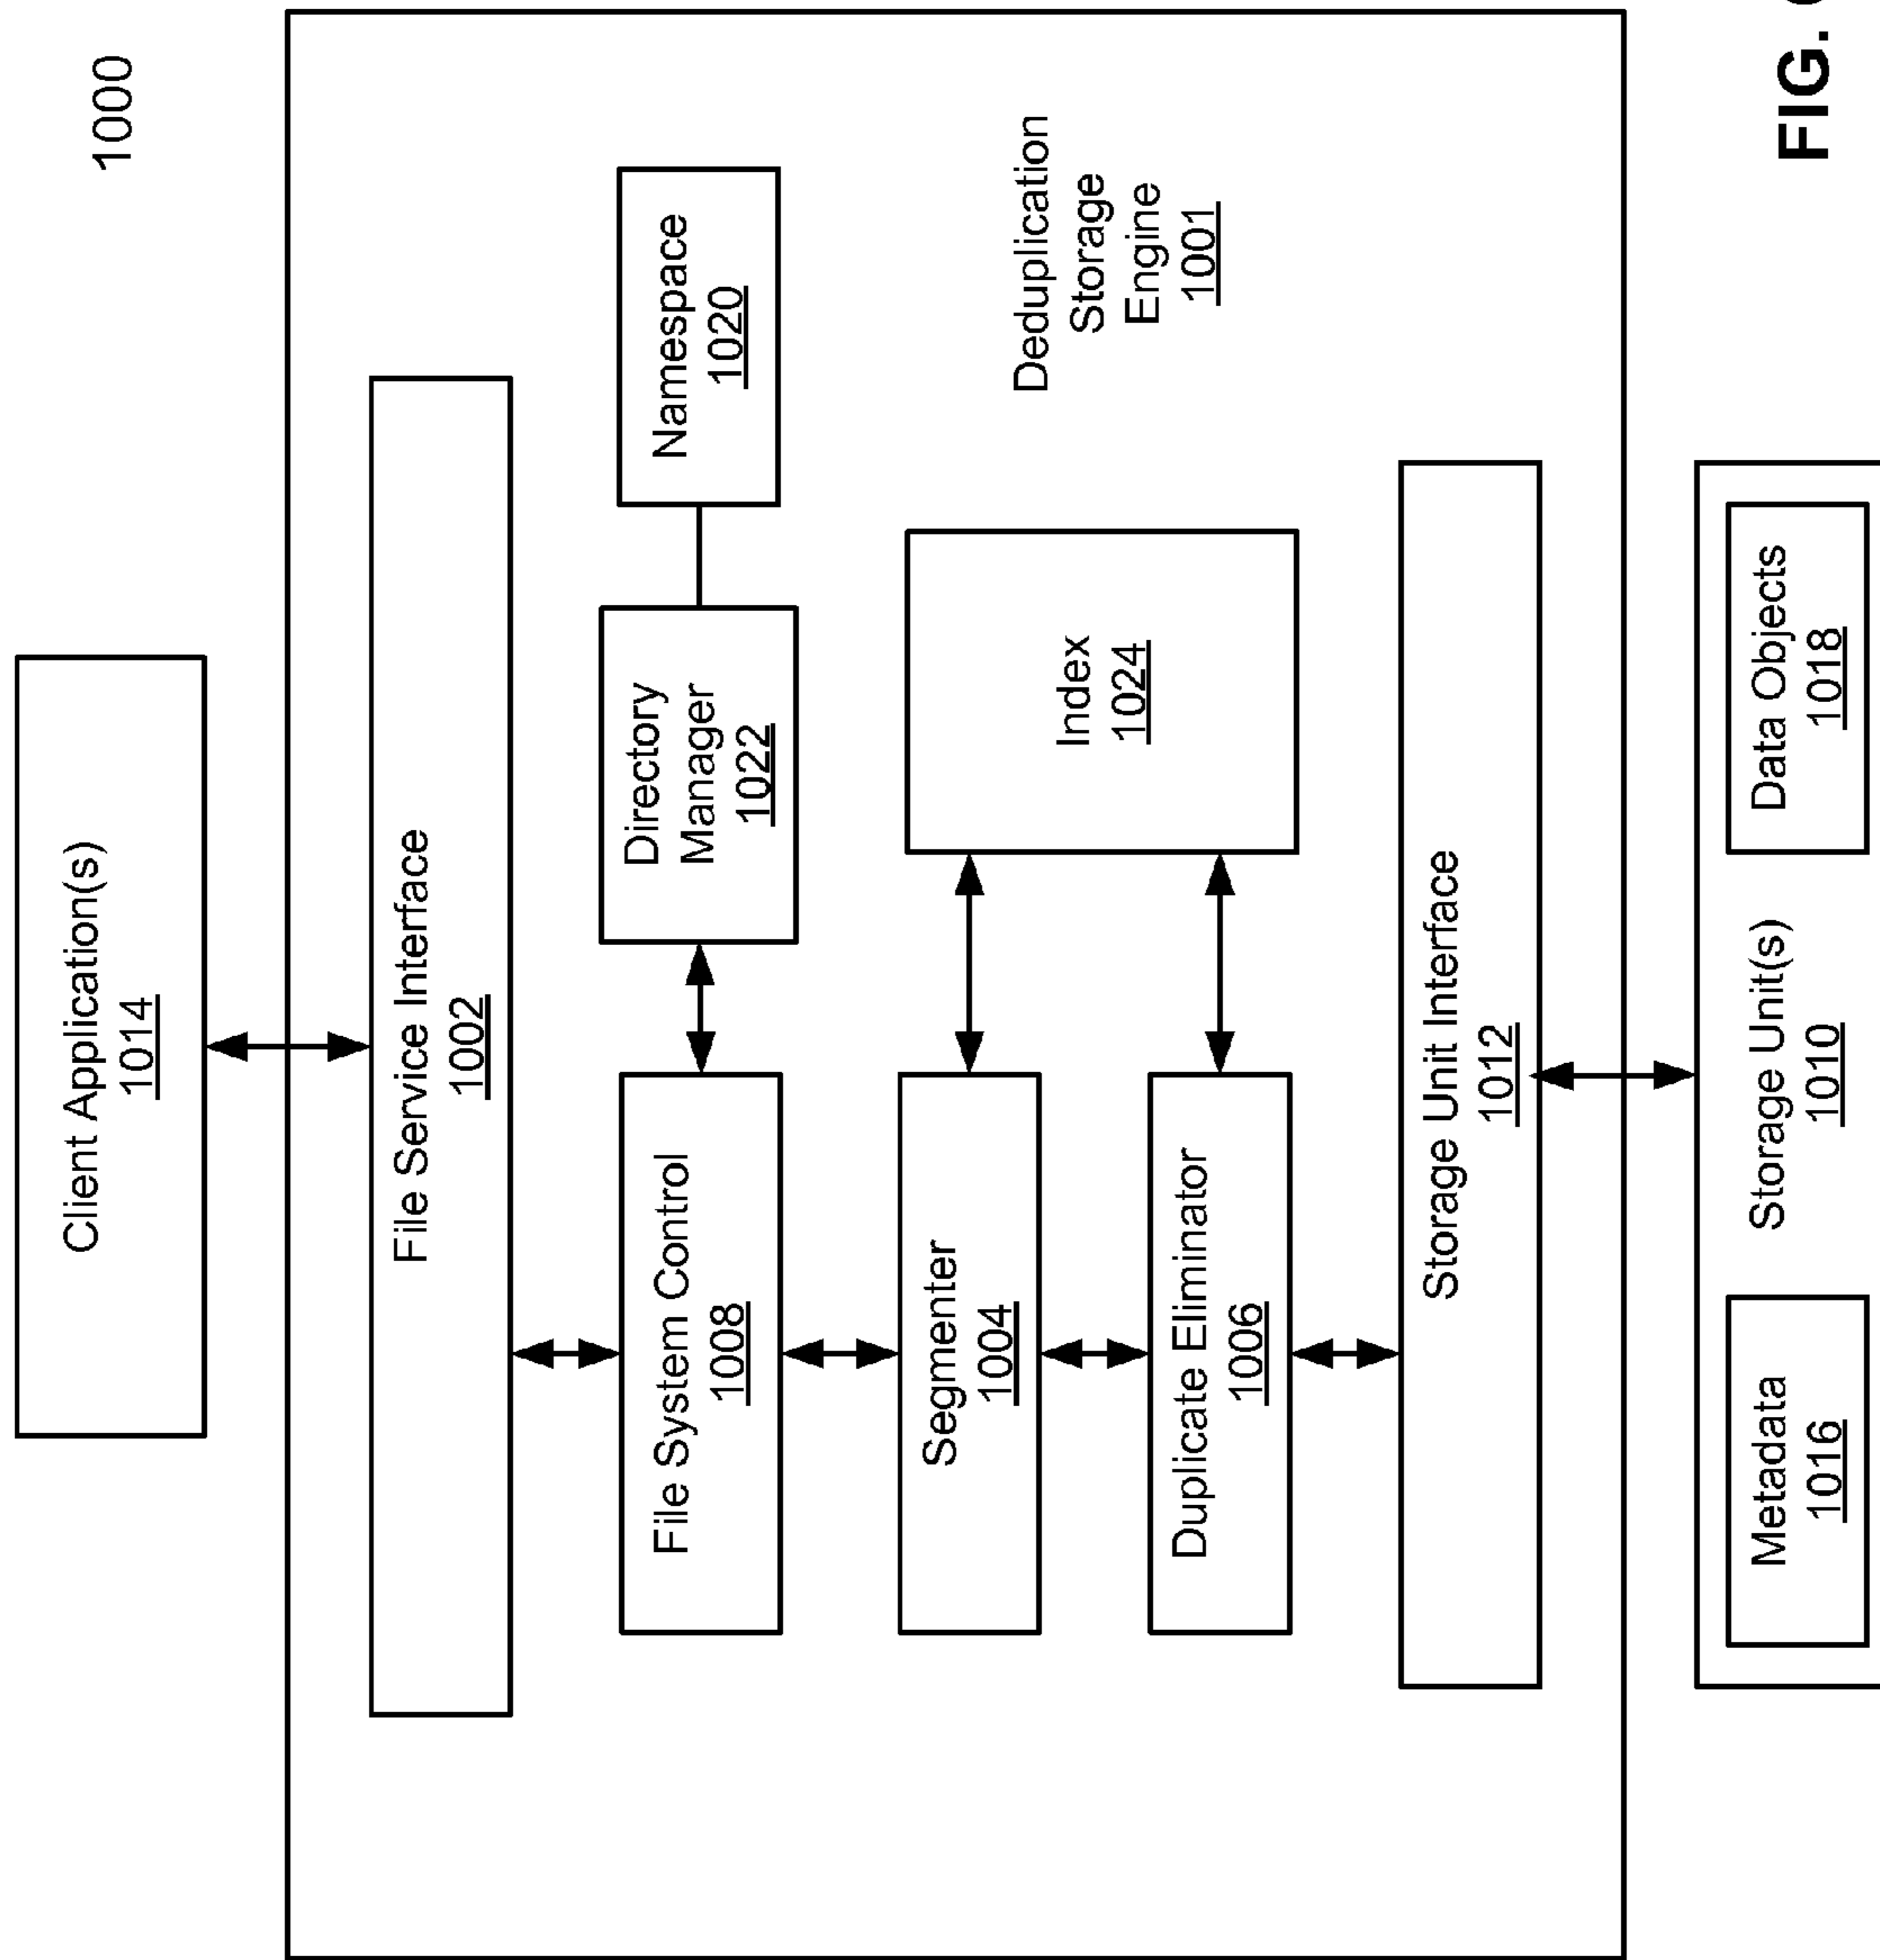 1000
Client Application(s)
1014
File Service Interface
1002
File System Control
1008
Directory
Manager
1022
Namespace
1020
Segmenter
1004
Index
1024
Deduplication
Storage
Engine
1001
Duplicate Eliminator
1006
Storage Unit Interface
1012
Metadata
1016
Storage Unit(s)
1010
Data Objects
1018
FIG.